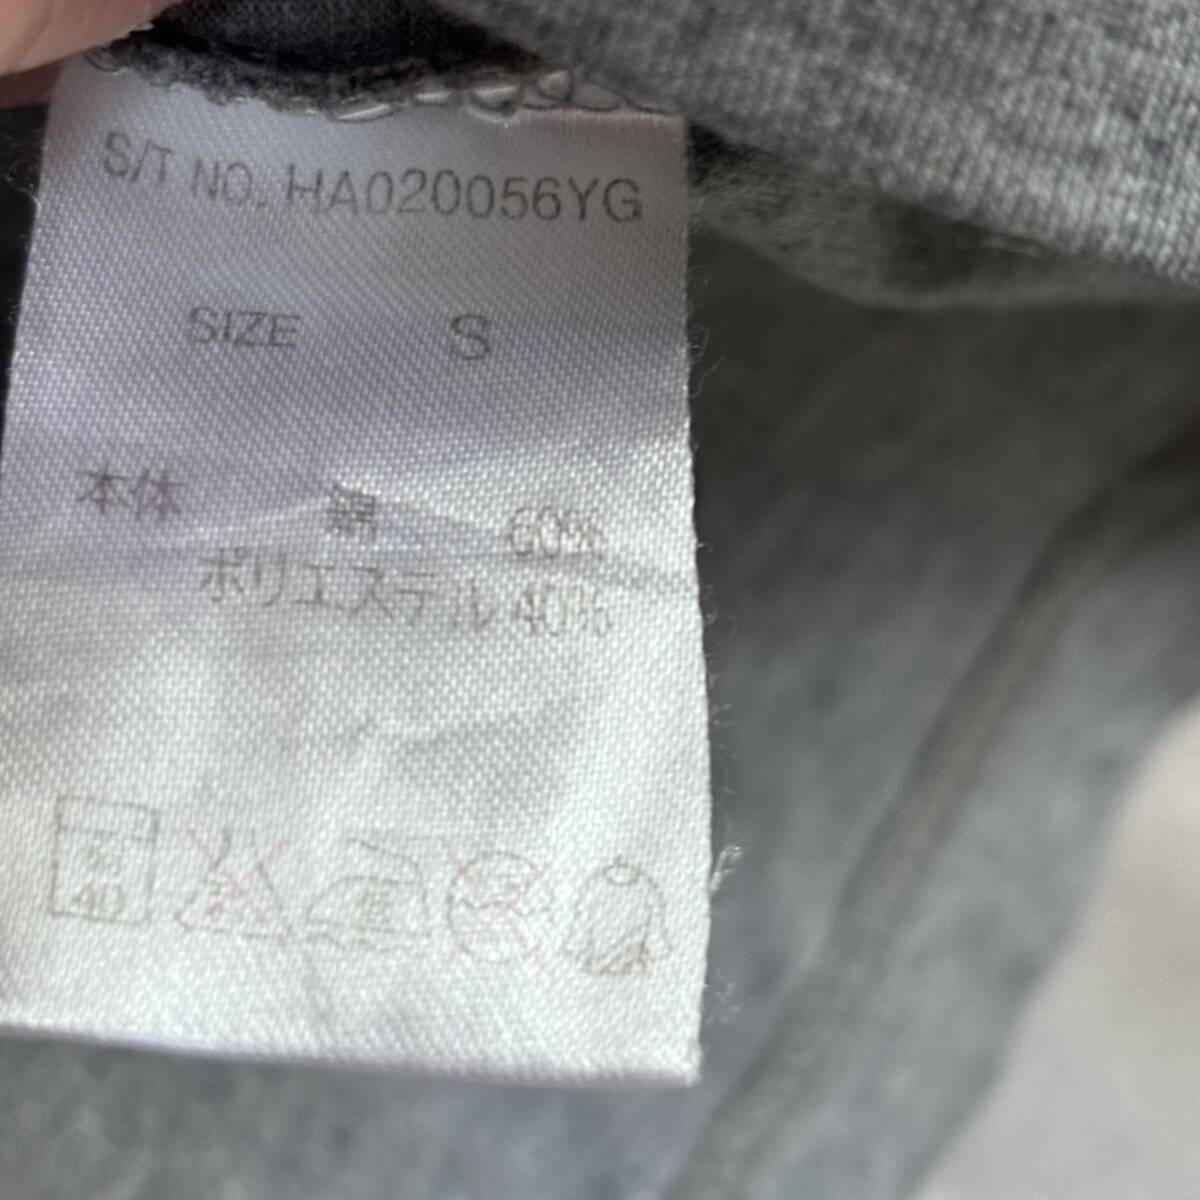 S/T NO. HA020056YG
SIZE S
本体 綿 60%
ポリエステル 40%
40